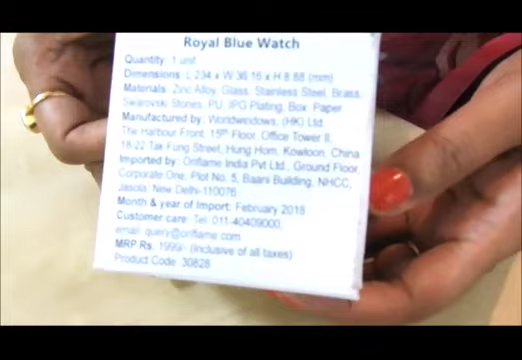 Royal Blue Watch
Quantity: 1 unit
Dimensions: L 234 x W 36.16 x H 8.68 (mm)
Materials: Zinc Alloy, Glass, Stainless Steel, Brass,
Swarovski Stones, PU, IPG Plating, Box: Paper
Manufactured by: Worldwindows, (HK) Ltd.
The Harbour Front, 15th Floor, Office Tower II,
18-22 Tak Fung Street, Hung Hom, Kowloon, China
Imported by: Oriflame India Pvt Ltd., Ground Floor,
Corporate One, Plot No. 5, Baani Building, NHCC,
Jasola, New Delhi-110076
Month & year of Import: February 2018
Customer care: Tel: 011-40409000,
email: query@oriflame.com
MRP Rs. 1999/- (Inclusive of all taxes)
Product Code: 30828